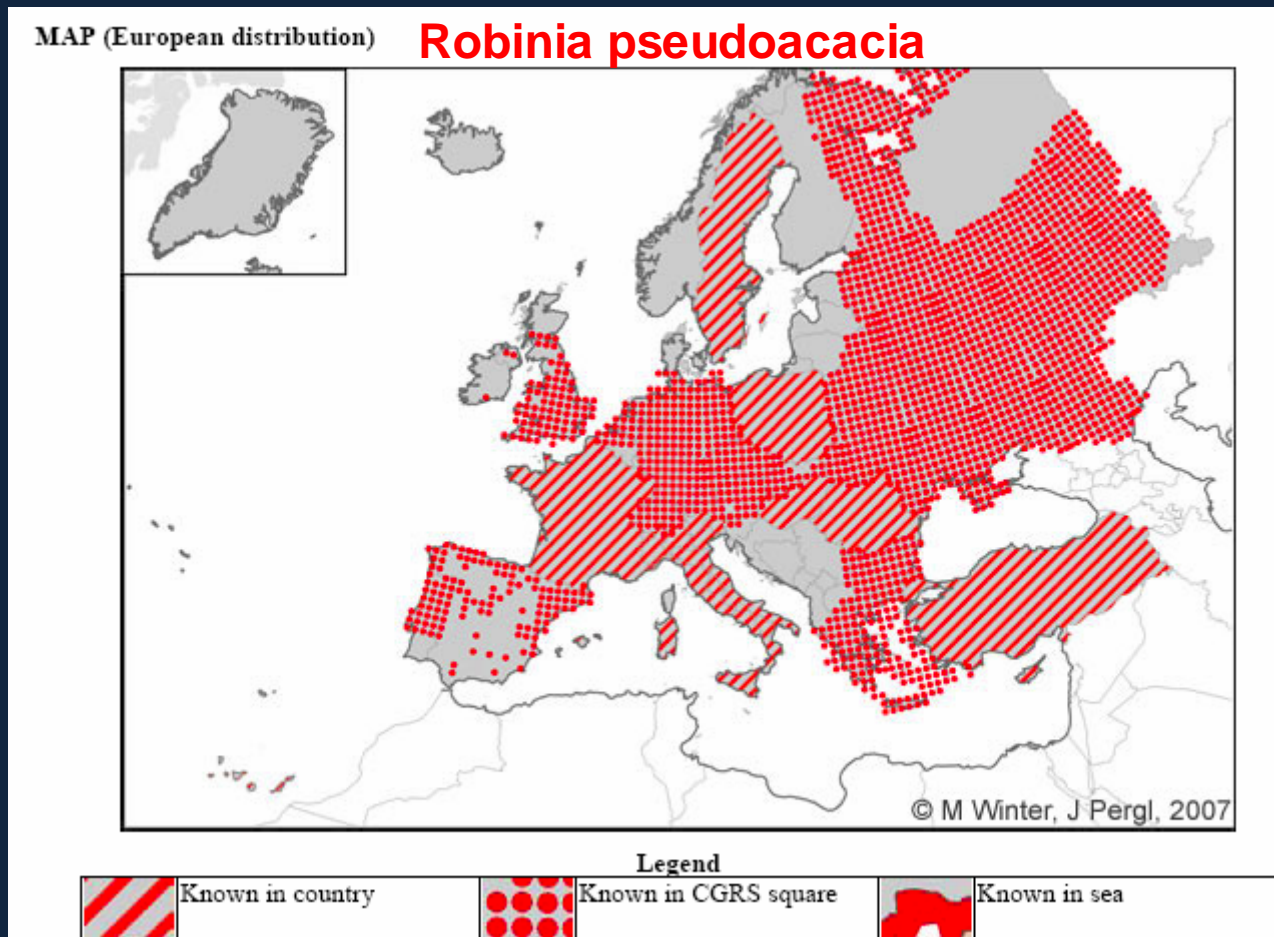 MAP (European distribution) Robinia pseudoacacia
© M Winter, J Pergl, 2007
Legend
Known in country Known in CGRS square Known in sea